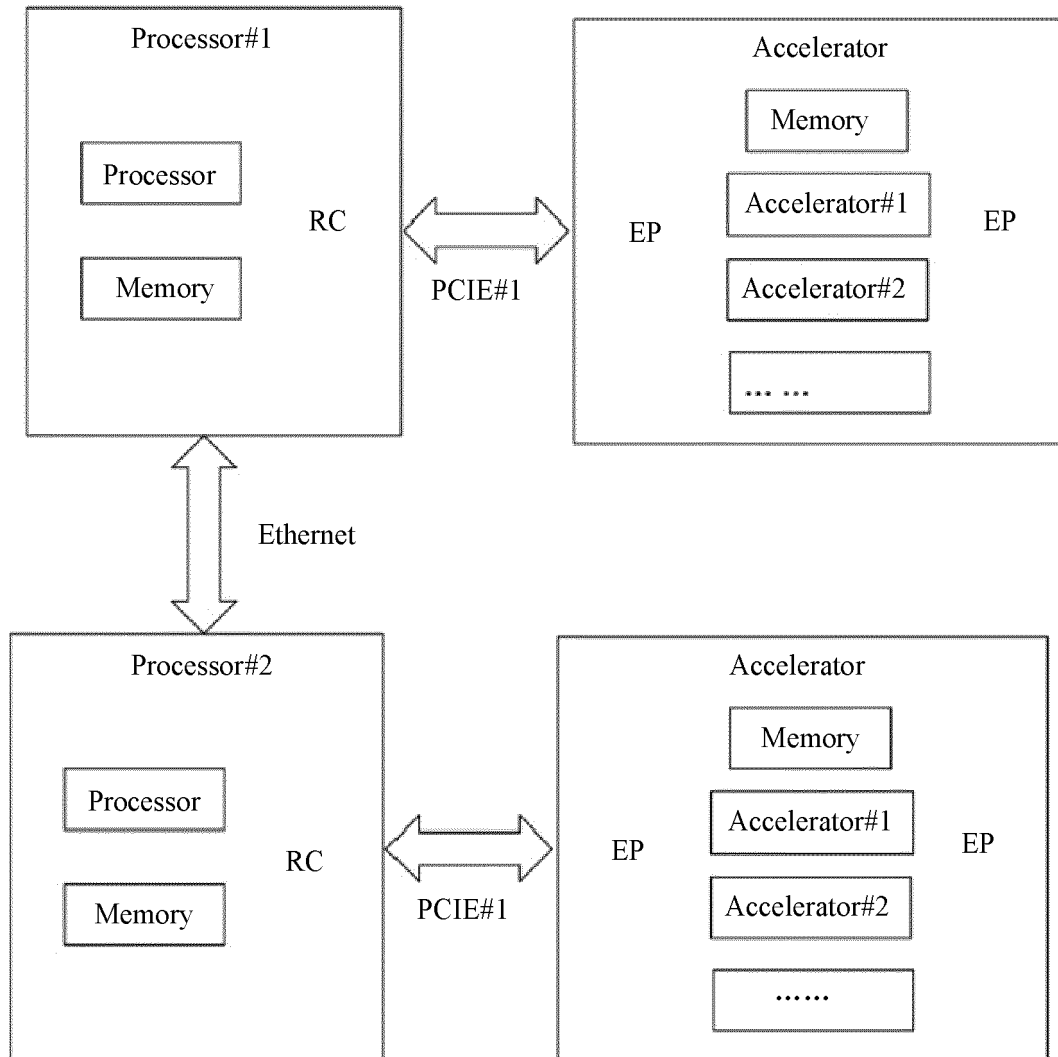 Processor#1
Processor
Memory
RC
PCIE#1
Accelerator
Memory
Accelerator#1
Accelerator#2
... ...
EP
EP
Ethernet
Processor#2
Processor
Memory
RC
PCIE#1
Accelerator
Memory
Accelerator#1
Accelerator#2
......
EP
EP